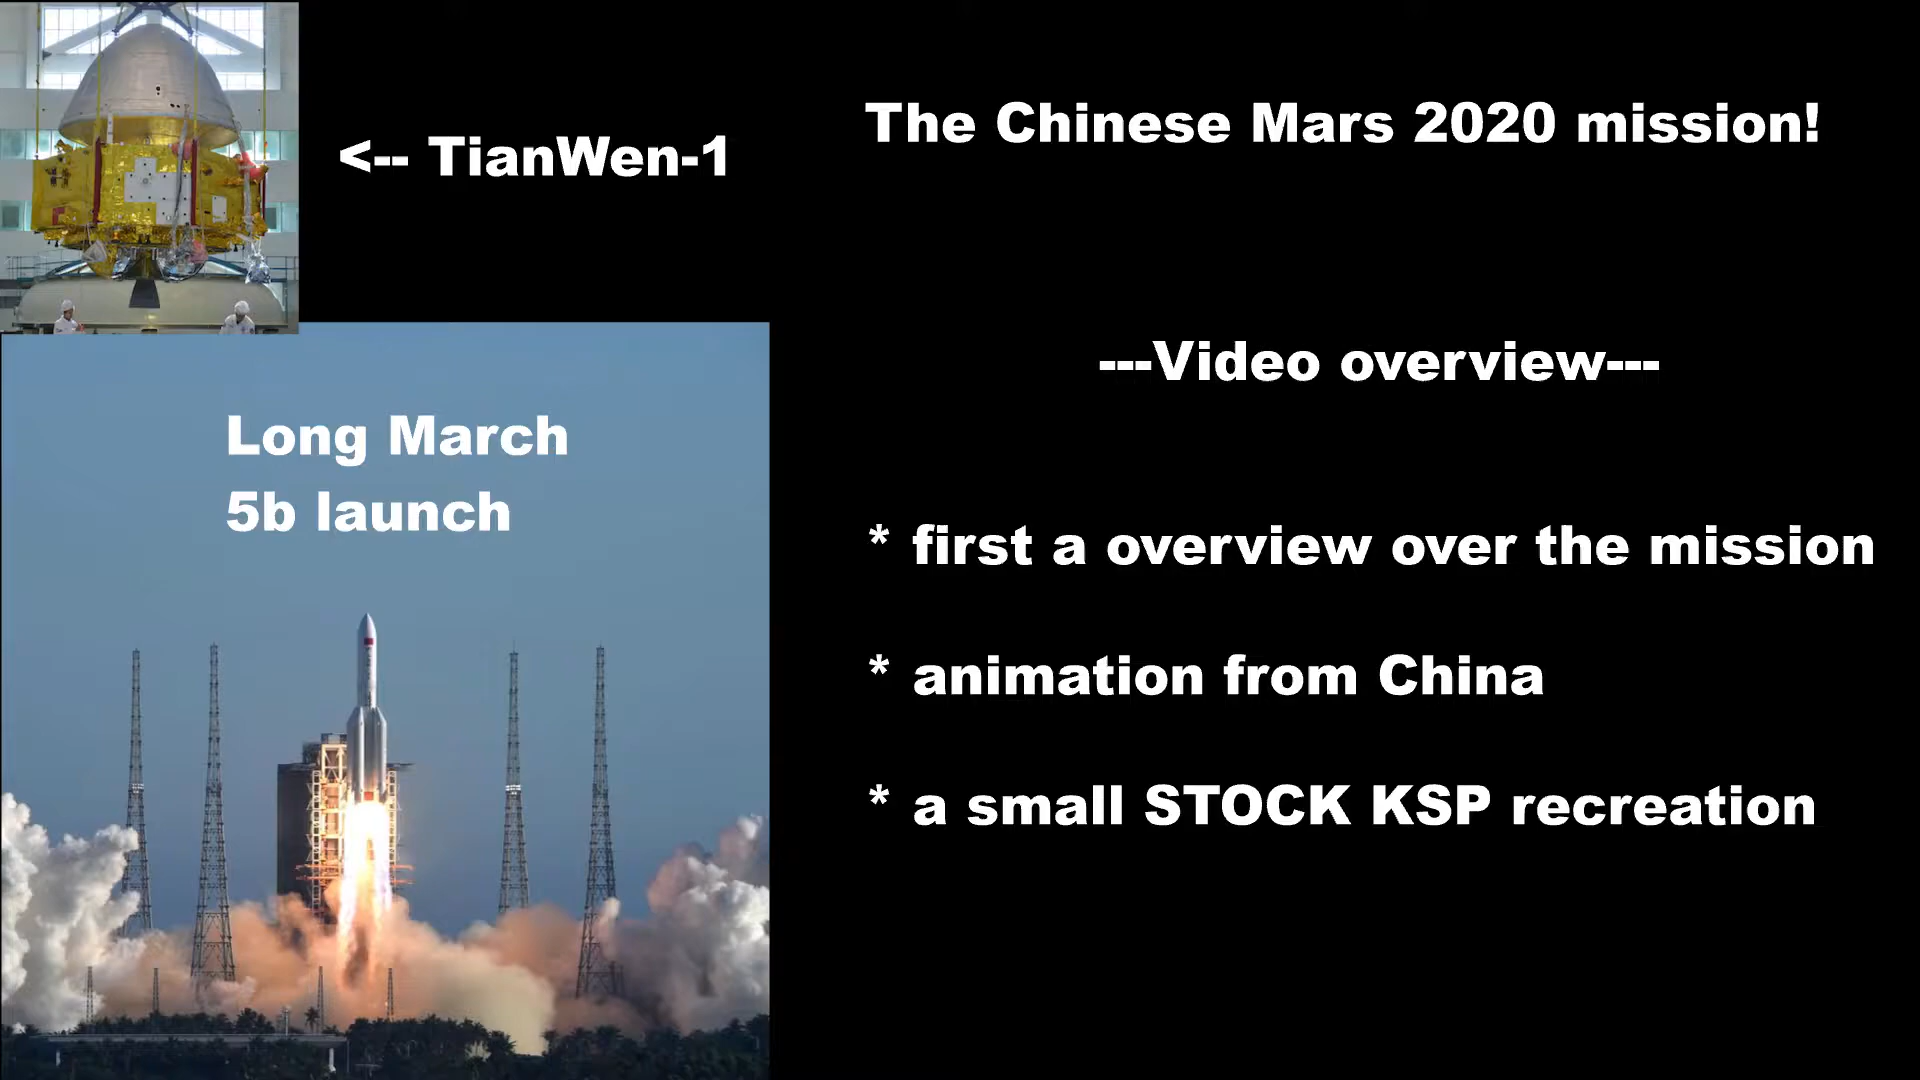 <-- TianWen-1
The Chinese Mars 2020 mission!
---Video overview---
Long March
5b launch
* first a overview over the mission
* animation from China
* a small STOCK KSP recreation